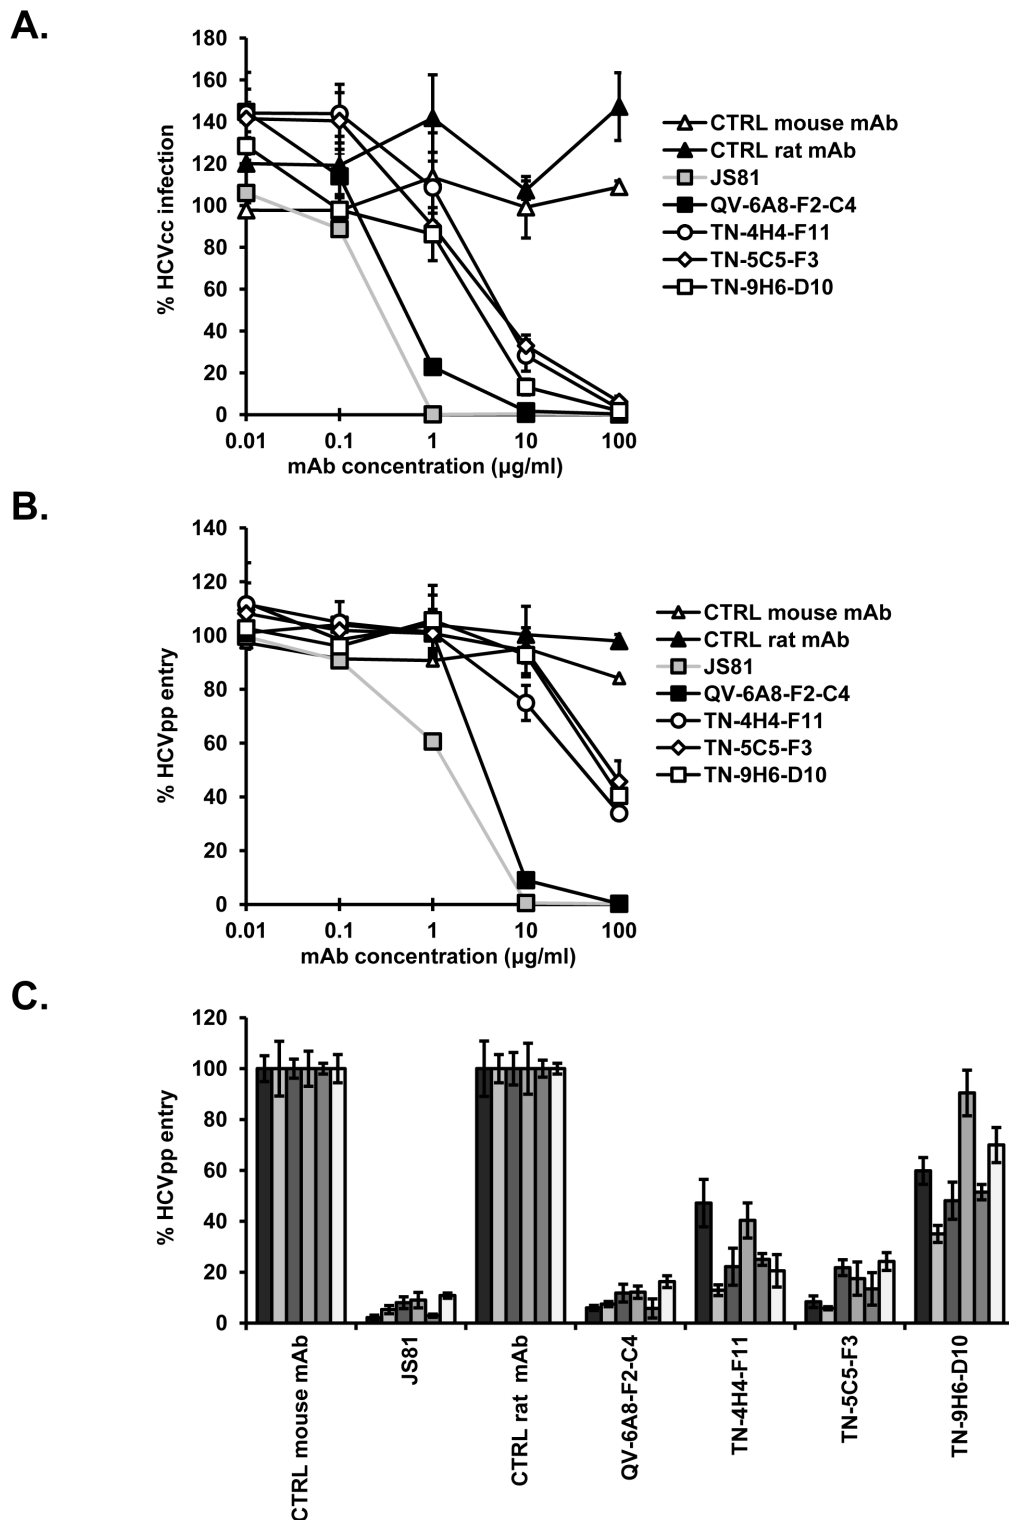 A.
180
160
140
120
100
80
60
40
20
0
% HCVcc infection
0.01 0.1 1 10 100
mAb concentration (µg/ml)
CTRL mouse mAb
CTRL rat mAb
JS81
QV-6A8-F2-C4
TN-4H4-F11
TN-5C5-F3
TN-9H6-D10
B.
140
120
100
80
60
40
20
0
% HCVpp entry
0.01 0.1 1 10 100
mAb concentration (µg/ml)
CTRL mouse mAb
CTRL rat mAb
JS81
QV-6A8-F2-C4
TN-4H4-F11
TN-5C5-F3
TN-9H6-D10
C.
120
100
80
60
40
20
0
% HCVpp entry
CTRL mouse mAb
JS81
CTRL rat mAb
QV-6A8-F2-C4
TN-4H4-F11
TN-5C5-F3
TN-9H6-D10